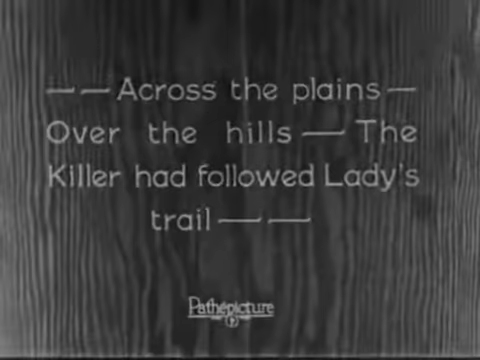 — — Across the plains —
Over the hills — The
Killer had followed Lady's
trail — —
Pathépicture